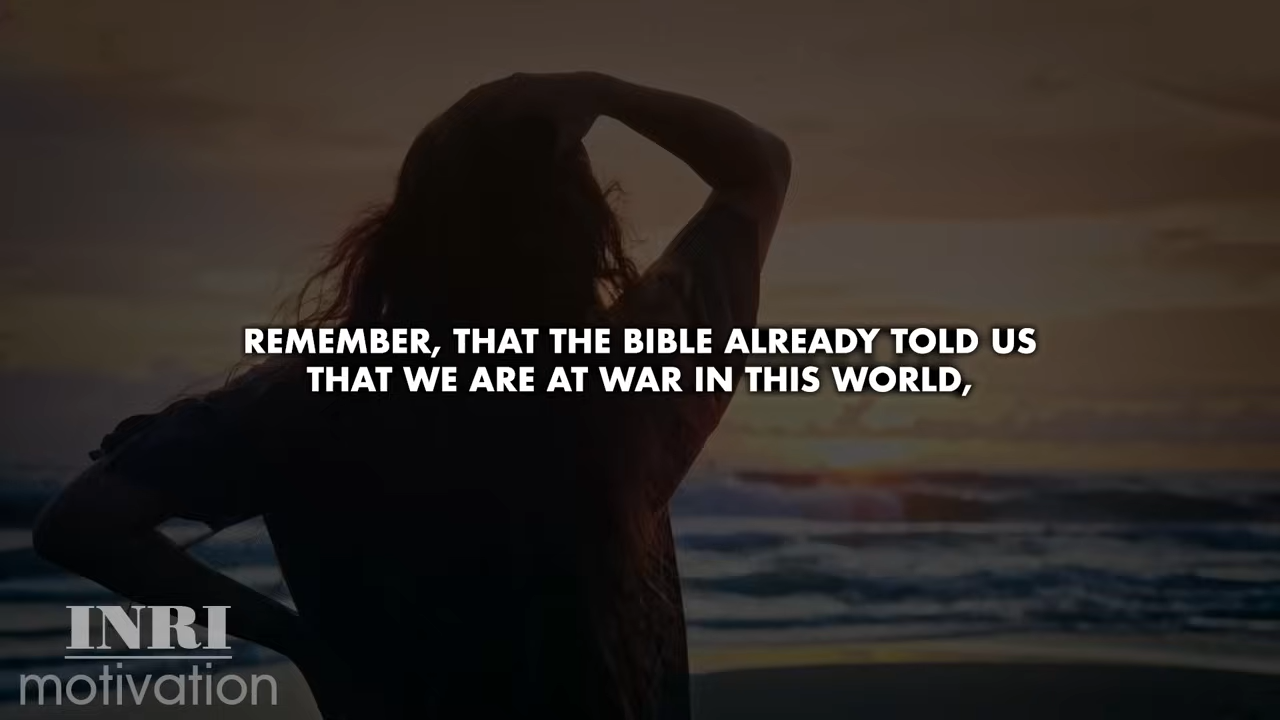 REMEMBER, THAT THE BIBLE ALREADY TOLD US
THAT WE ARE AT WAR IN THIS WORLD,
INRI
motivation